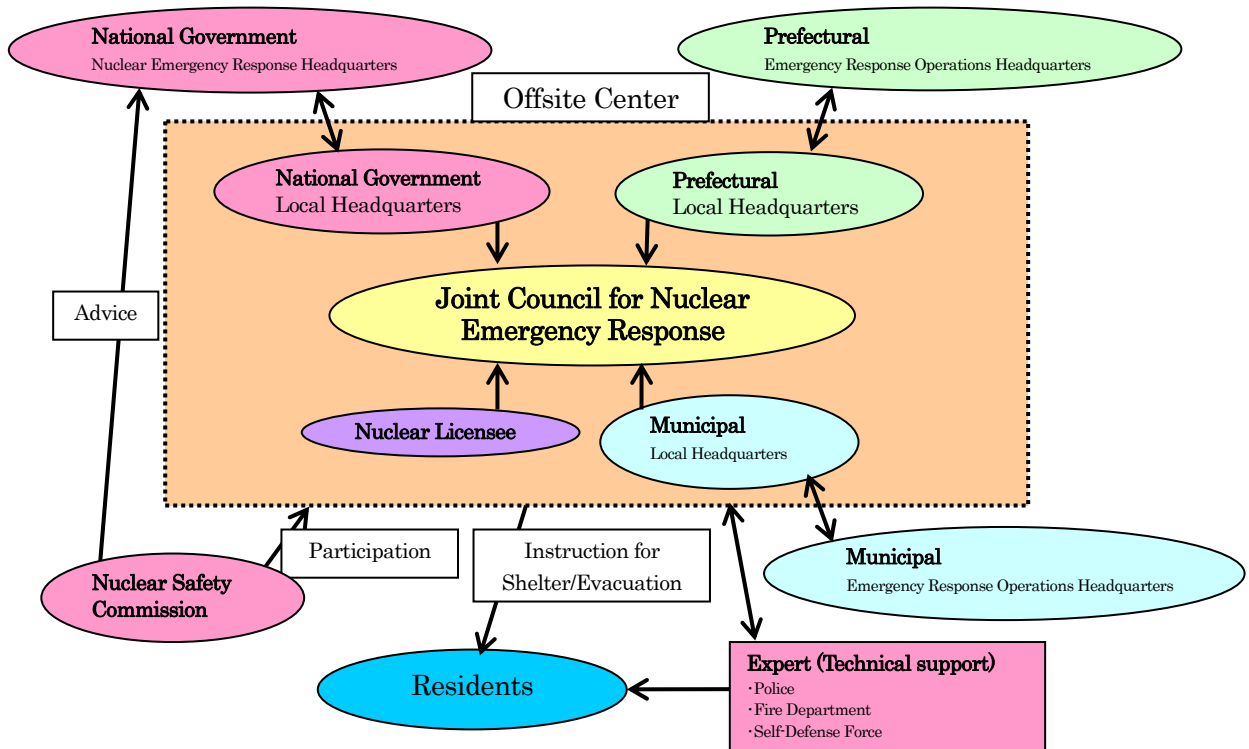 National Government
Nuclear Emergency Response Headquarters
Prefectural
Emergency Response Operations Headquarters
Offsite Center
National Government
Local Headquarters
Prefectural
Local Headquarters
Joint Council for Nuclear
Emergency Response
Advice
Nuclear Licensee
Municipal
Local Headquarters
Participation
Instruction for
Shelter/Evacuation
Municipal
Emergency Response Operations Headquarters
Nuclear Safety
Commission
Residents
Expert (Technical support)
・Police
・Fire Department
・Self-Defense Force